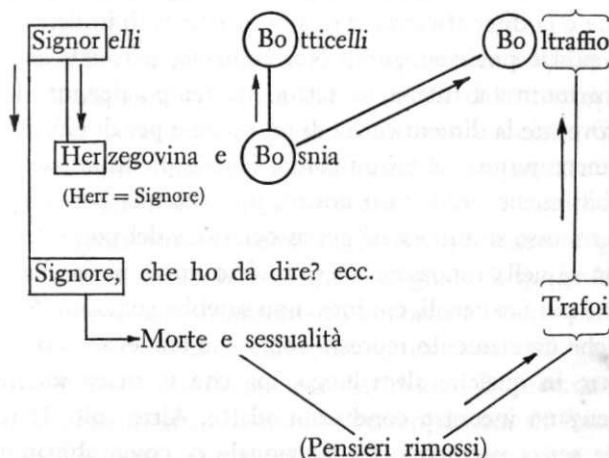 Signorelli Botticelli Boltraffio
Herzegovina e Bosnia
(Herr = Signore)
Signore, che ho da dire? ecc.
Trafoi
Morte e sessualità
(Pensieri rimossi)